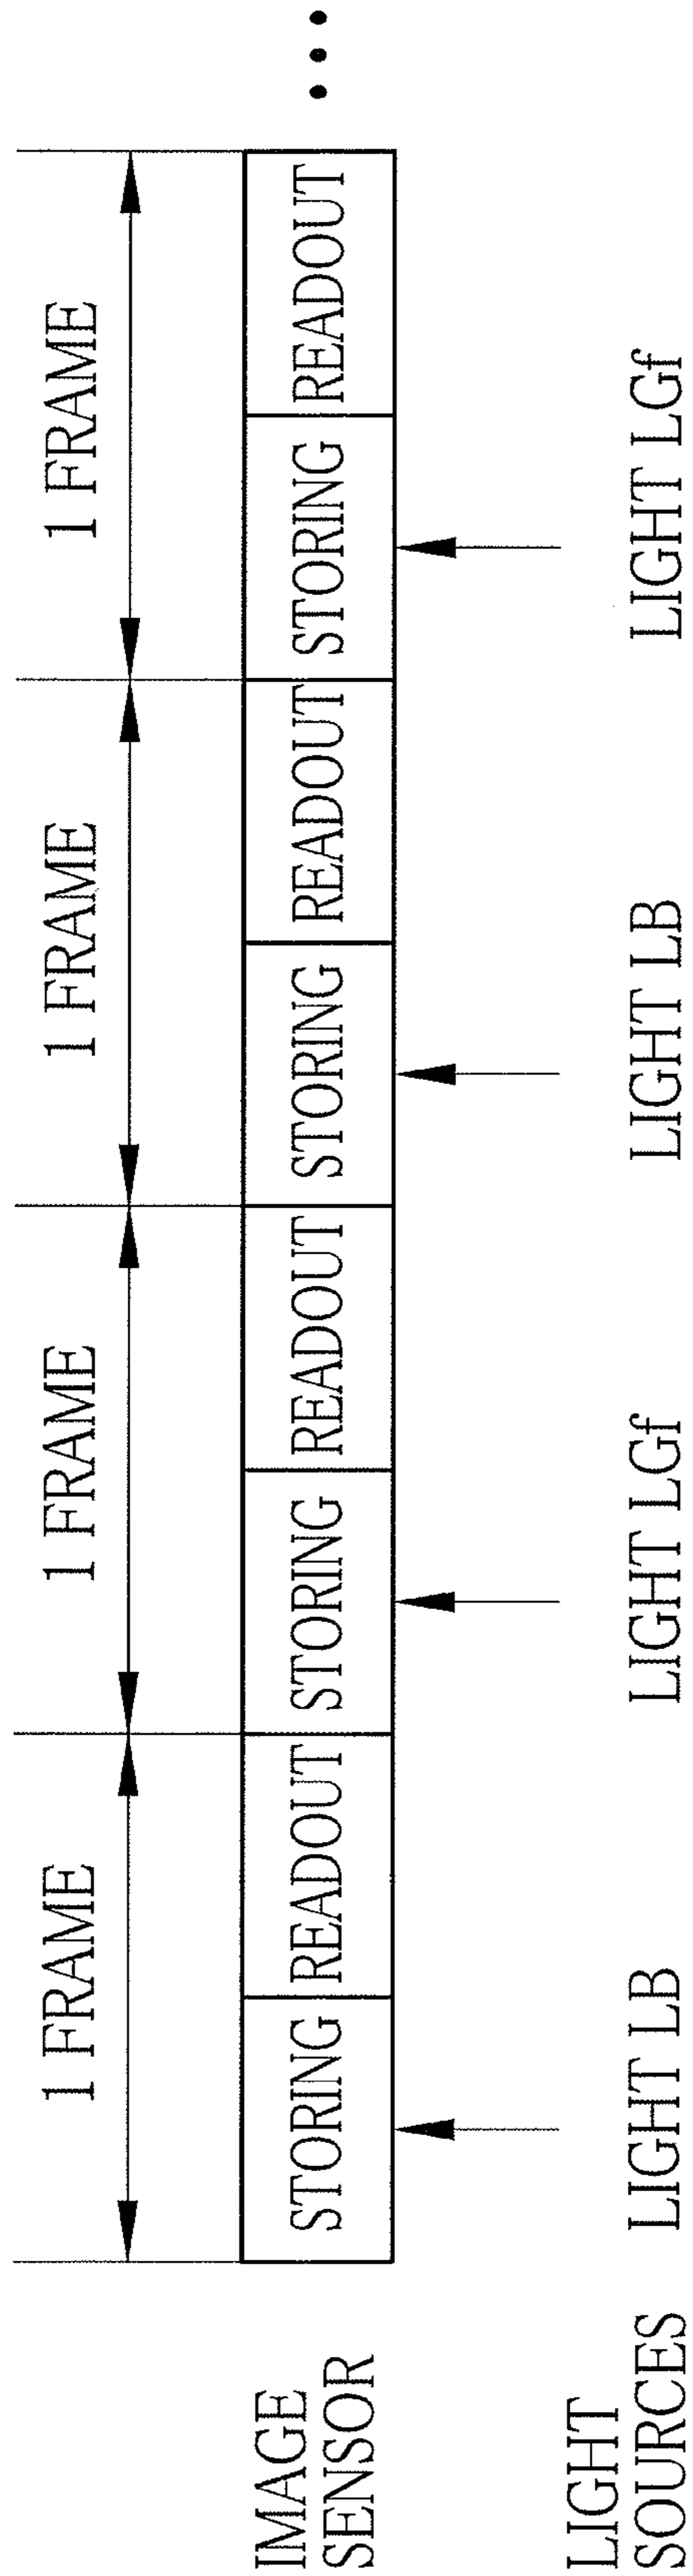 1 FRAME
1 FRAME
1 FRAME
1 FRAME
IMAGE
SENSOR
STORING
READOUT
STORING
READOUT
STORING
READOUT
STORING
READOUT
LIGHT
SOURCES
LIGHT LB
LIGHT LGf
LIGHT LB
LIGHT LGf